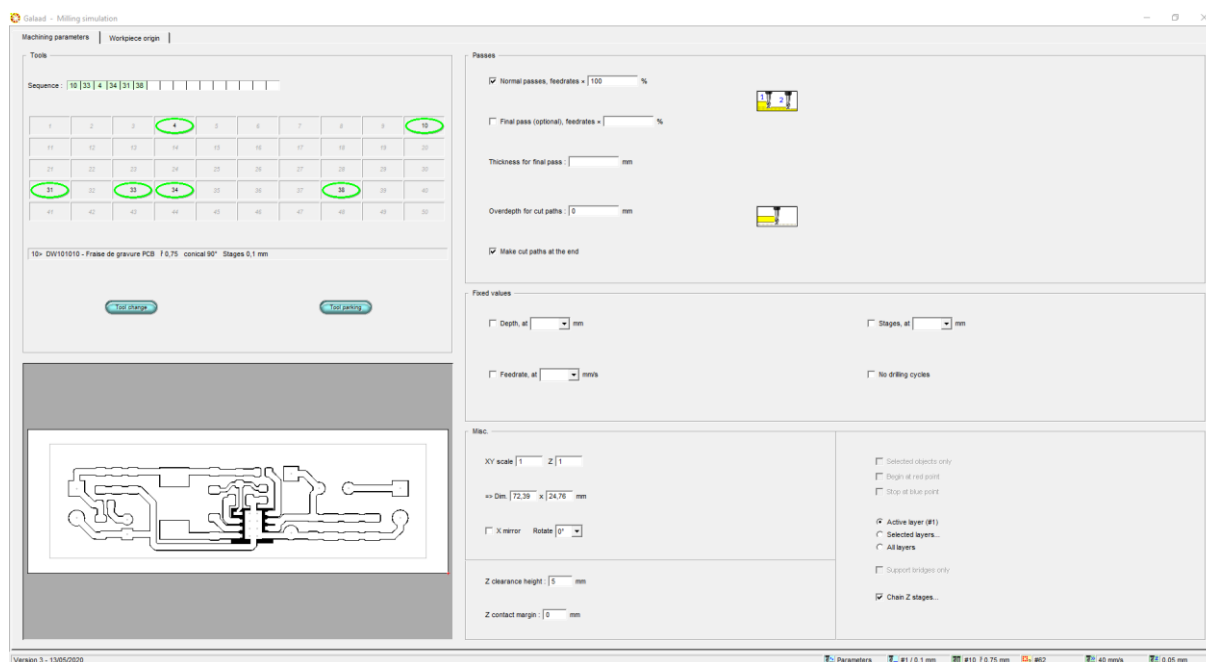 Galaad - Milling simulation
Machining parameters
Workpiece origin
Tools
Sequence : 10 33 4 34 31 38
1 2 3 4 5 6 7 8 9 10
11 12 13 14 15 16 17 18 19 20
21 22 23 24 25 26 27 28 29 30
31 32 33 34 35 36 37 38 39 40
41 42 43 44 45 46 47 48 49 50
10> DW101010 - Fraise de gravure PCB ? 0,75 conical 90° Stages 0,1 mm
Tool change
Tool parking
Passes
Normal passes, feedrates × 100 %
1 2
Final pass (optional), feedrates × %
Thickness for final pass : mm
Overdepth for cut paths : 0 mm
Make cut paths at the end
Fixed values
Depth, at mm
Stages, at mm
Feedrate, at mm/s
No drilling cycles
Misc.
XY scale 1 Z 1
=> Dim. 72,39 x 24,76 mm
X mirror Rotate 0°
Z clearance height : 5 mm
Z contact margin : 0 mm
Selected objects only
Begin at red point
Stop at blue point
Active layer (#1)
Selected layers...
All layers
Support bridges only
Chain Z stages...
Version 3 - 13/05/2020
Parameters #1 / 0.1 mm #10 ? 0.75 mm #62 40 mm/s 0.05 mm